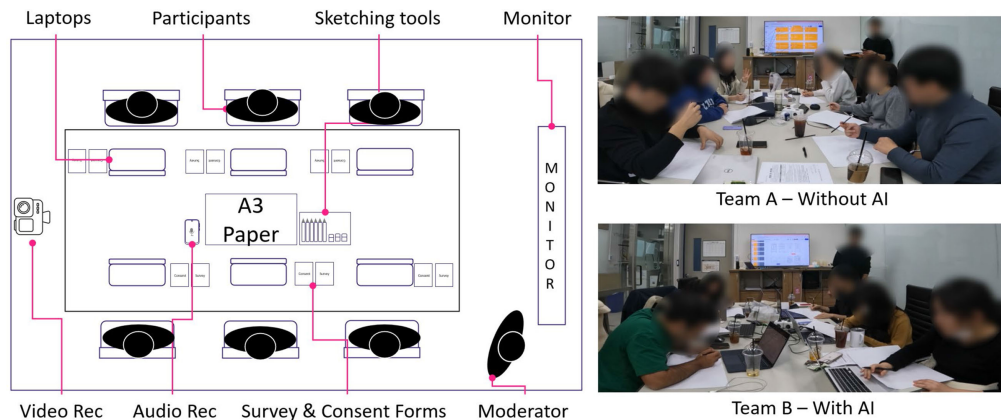 Laptops
Participants
Sketching tools
Monitor
A3
Paper
MONITOR
Consent
Survey
Consent
Survey
Consent
Survey
Team A – Without AI
Team B – With AI
Video Rec
Audio Rec
Survey & Consent Forms
Moderator